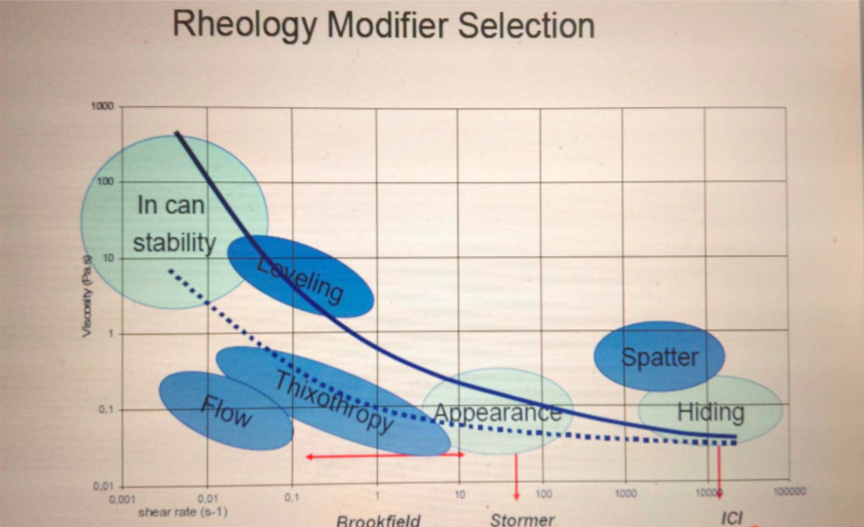 Rheology Modifier Selection
1000
100
10
1
0,1
0,01
Viscosity (Pa.s)
In can
stability
Leveling
Thixothropy
Flow
Appearance
Spatter
Hiding
0,001 0,01 0,1 1 10 100 1000 10000 100000
shear rate (s-1)
Brookfield Stormer ICI